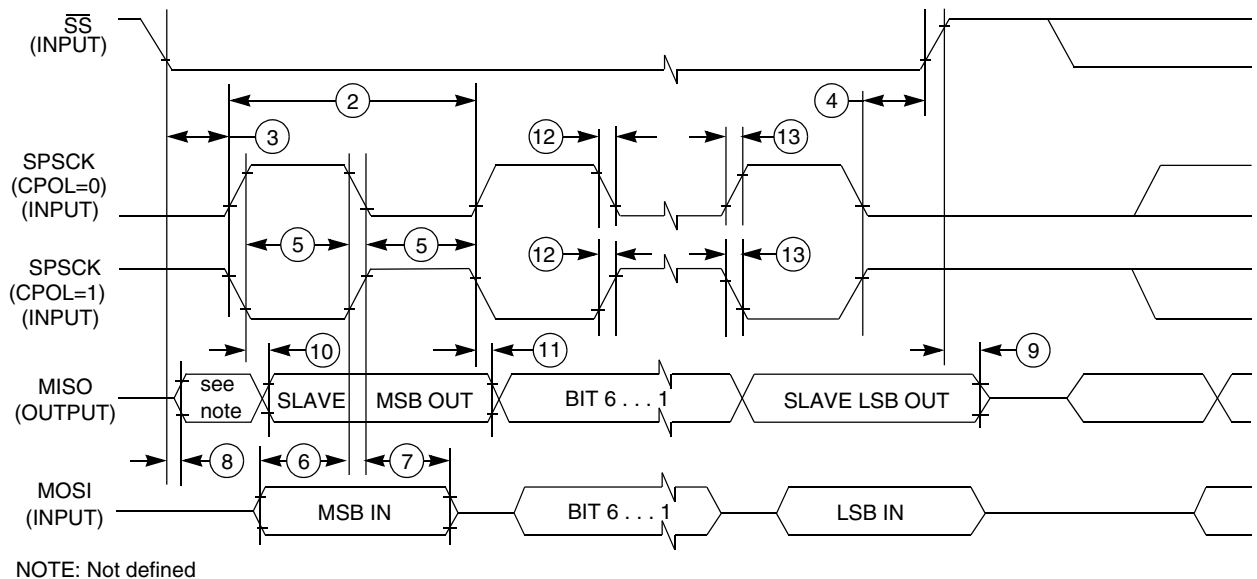 SS
(INPUT)
2
4
3
12
13
SPSCK
(CPOL=0)
(INPUT)
5
5
12
13
SPSCK
(CPOL=1)
(INPUT)
10
11
9
MISO
(OUTPUT)
see
note
SLAVE
MSB OUT
BIT 6 . . . 1
SLAVE LSB OUT
8
6
7
MOSI
(INPUT)
MSB IN
BIT 6 . . . 1
LSB IN
NOTE: Not defined